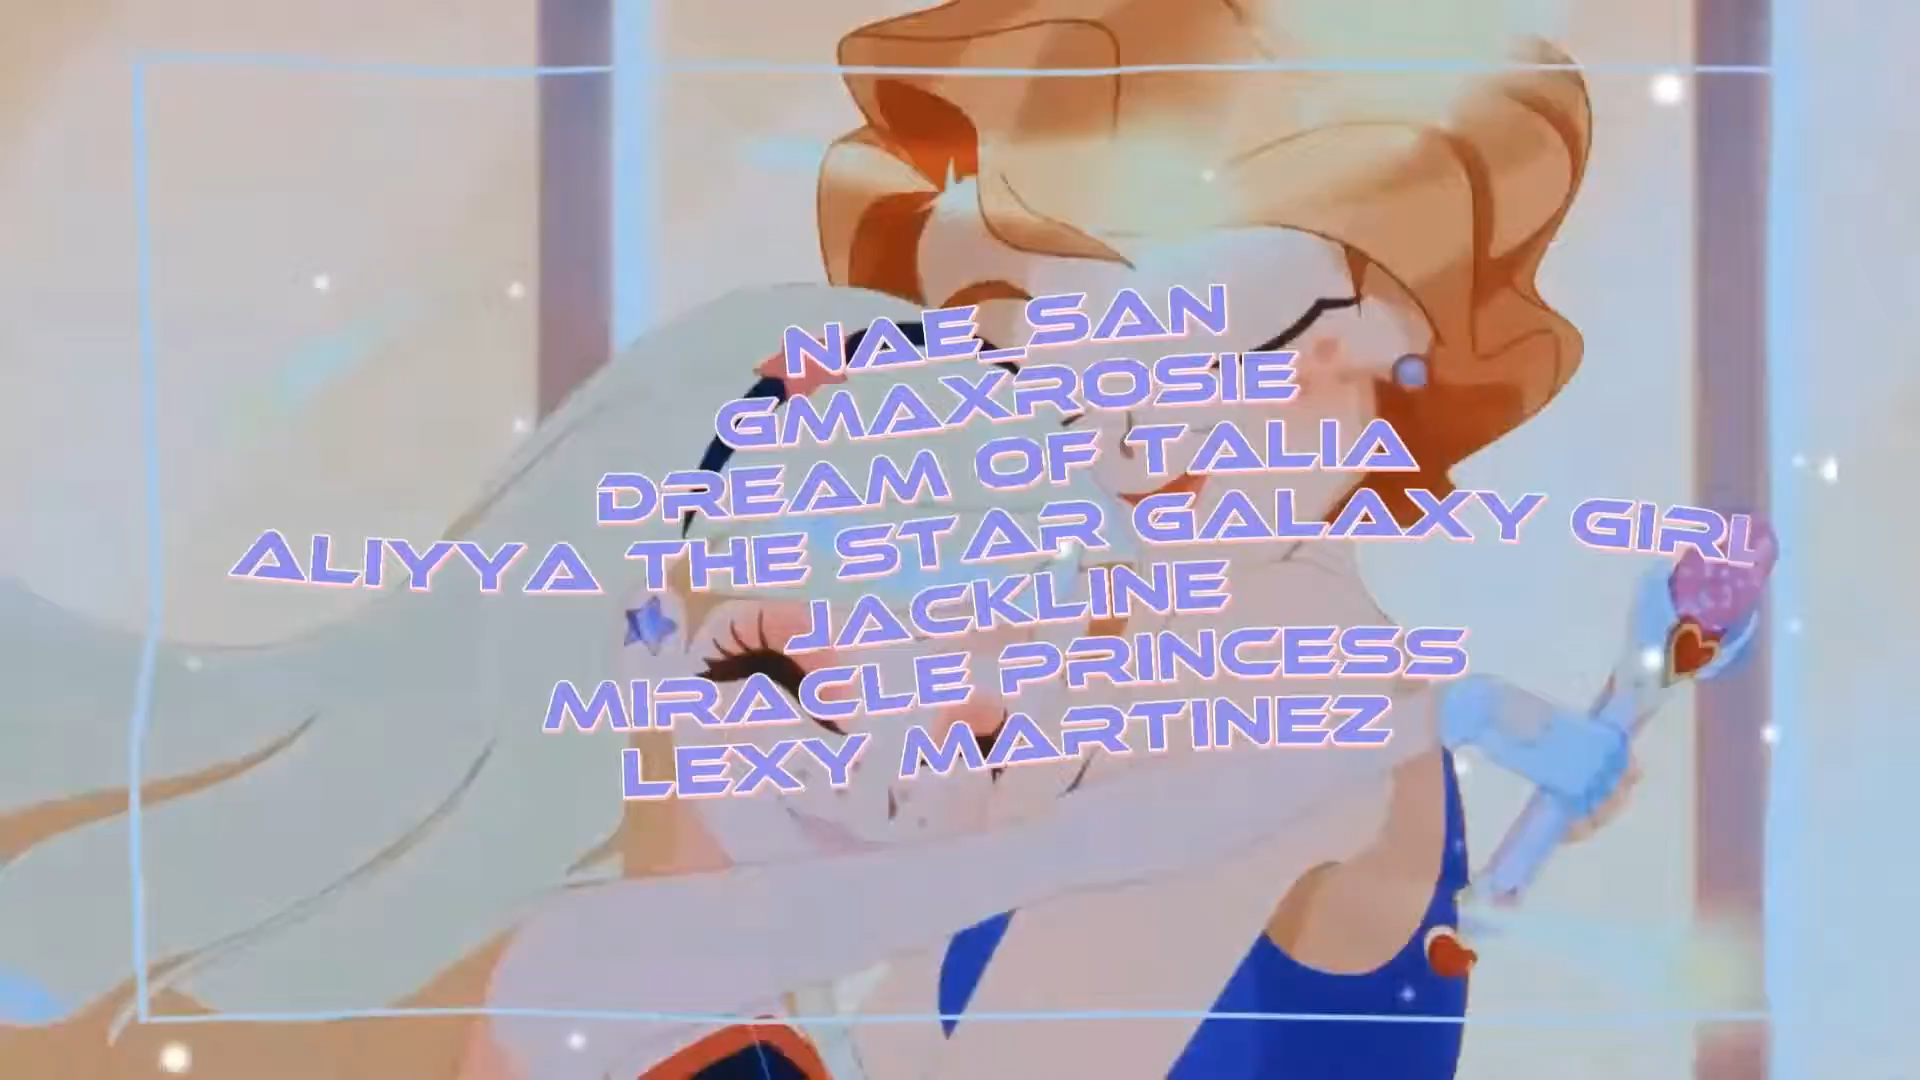 NAE_SAN
GMAXROSIE
DREAM OF TALIA
ALIYYA THE STAR GALAXY GIRL
JACKLINE
MIRACLE PRINCESS
LEXY MARTINEZ